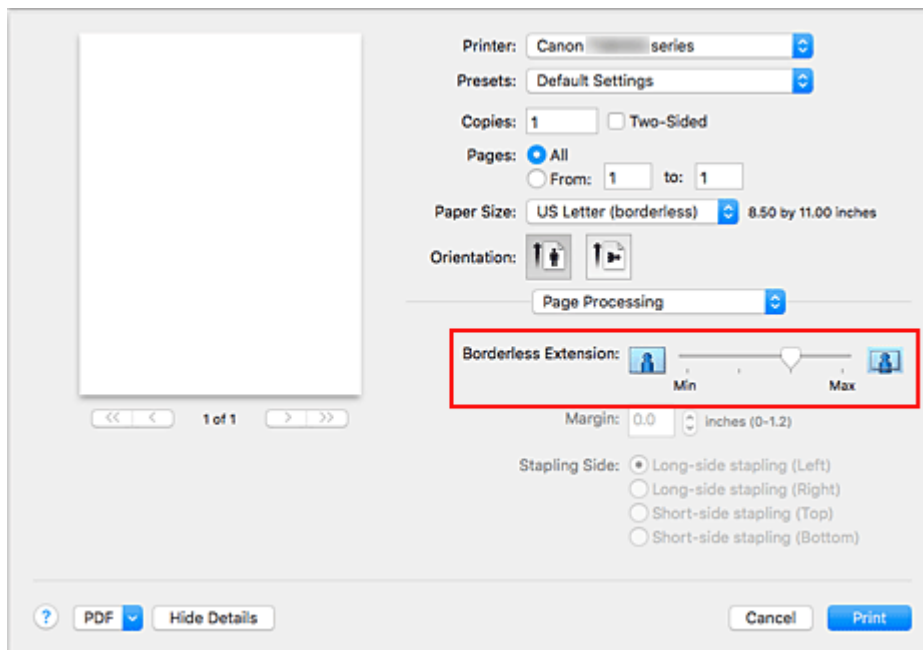 Printer: Canon series
Presets: Default Settings
Copies: 1 Two-Sided
Pages: All
From: 1 to: 1
Paper Size: US Letter (borderless) 8.50 by 11.00 inches
Orientation:
Page Processing
Borderless Extension:
Min Max
Margin: 0.0 inches (0-1.2)
1 of 1
Stapling Side: Long-side stapling (Left)
Long-side stapling (Right)
Short-side stapling (Top)
Short-side stapling (Bottom)
? PDF Hide Details Cancel Print